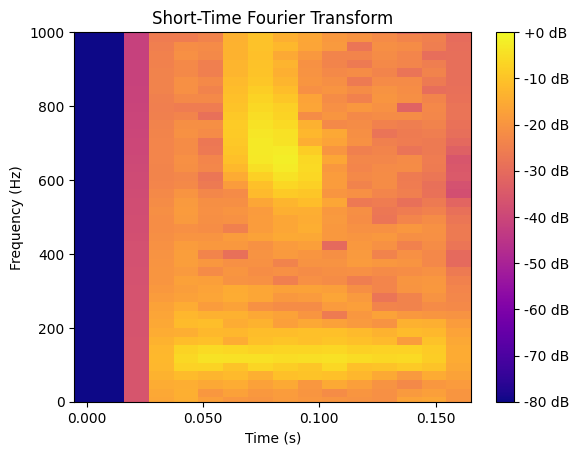 Short-Time Fourier Transform
1000
800
600
400
200
0
Frequency (Hz)
0.000
0.050
0.100
0.150
Time (s)
+0 dB
-10 dB
-20 dB
-30 dB
-40 dB
-50 dB
-60 dB
-70 dB
-80 dB